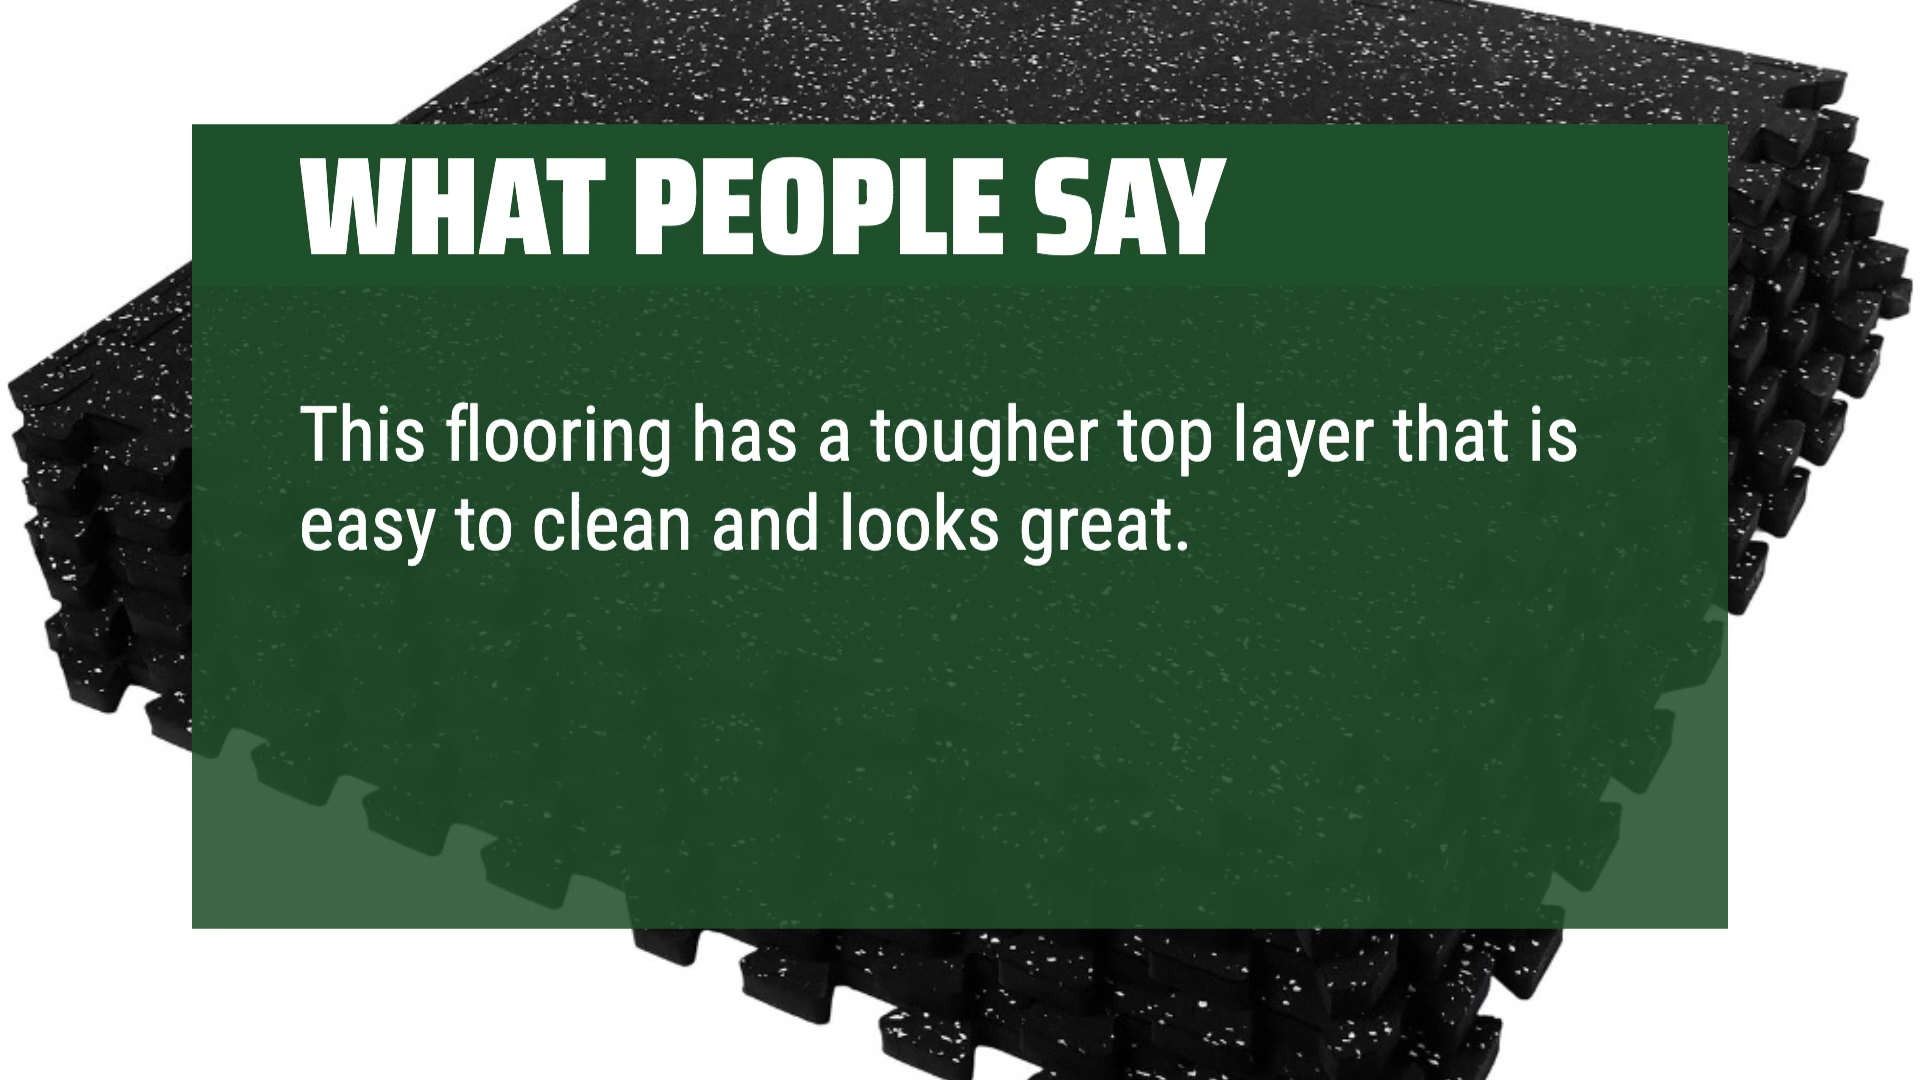 WHAT PEOPLE SAY
This flooring has a tougher top layer that is
easy to clean and looks great.